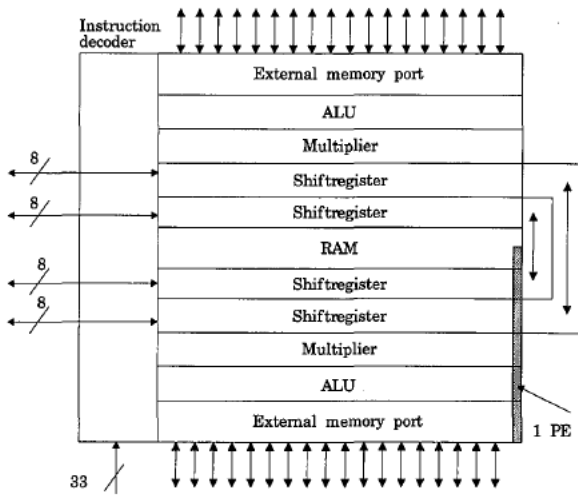 Instruction
decoder
External memory port
ALU
Multiplier
8
Shiftregister
8
Shiftregister
RAM
8
Shiftregister
8
Shiftregister
Multiplier
ALU
External memory port
1 PE
33